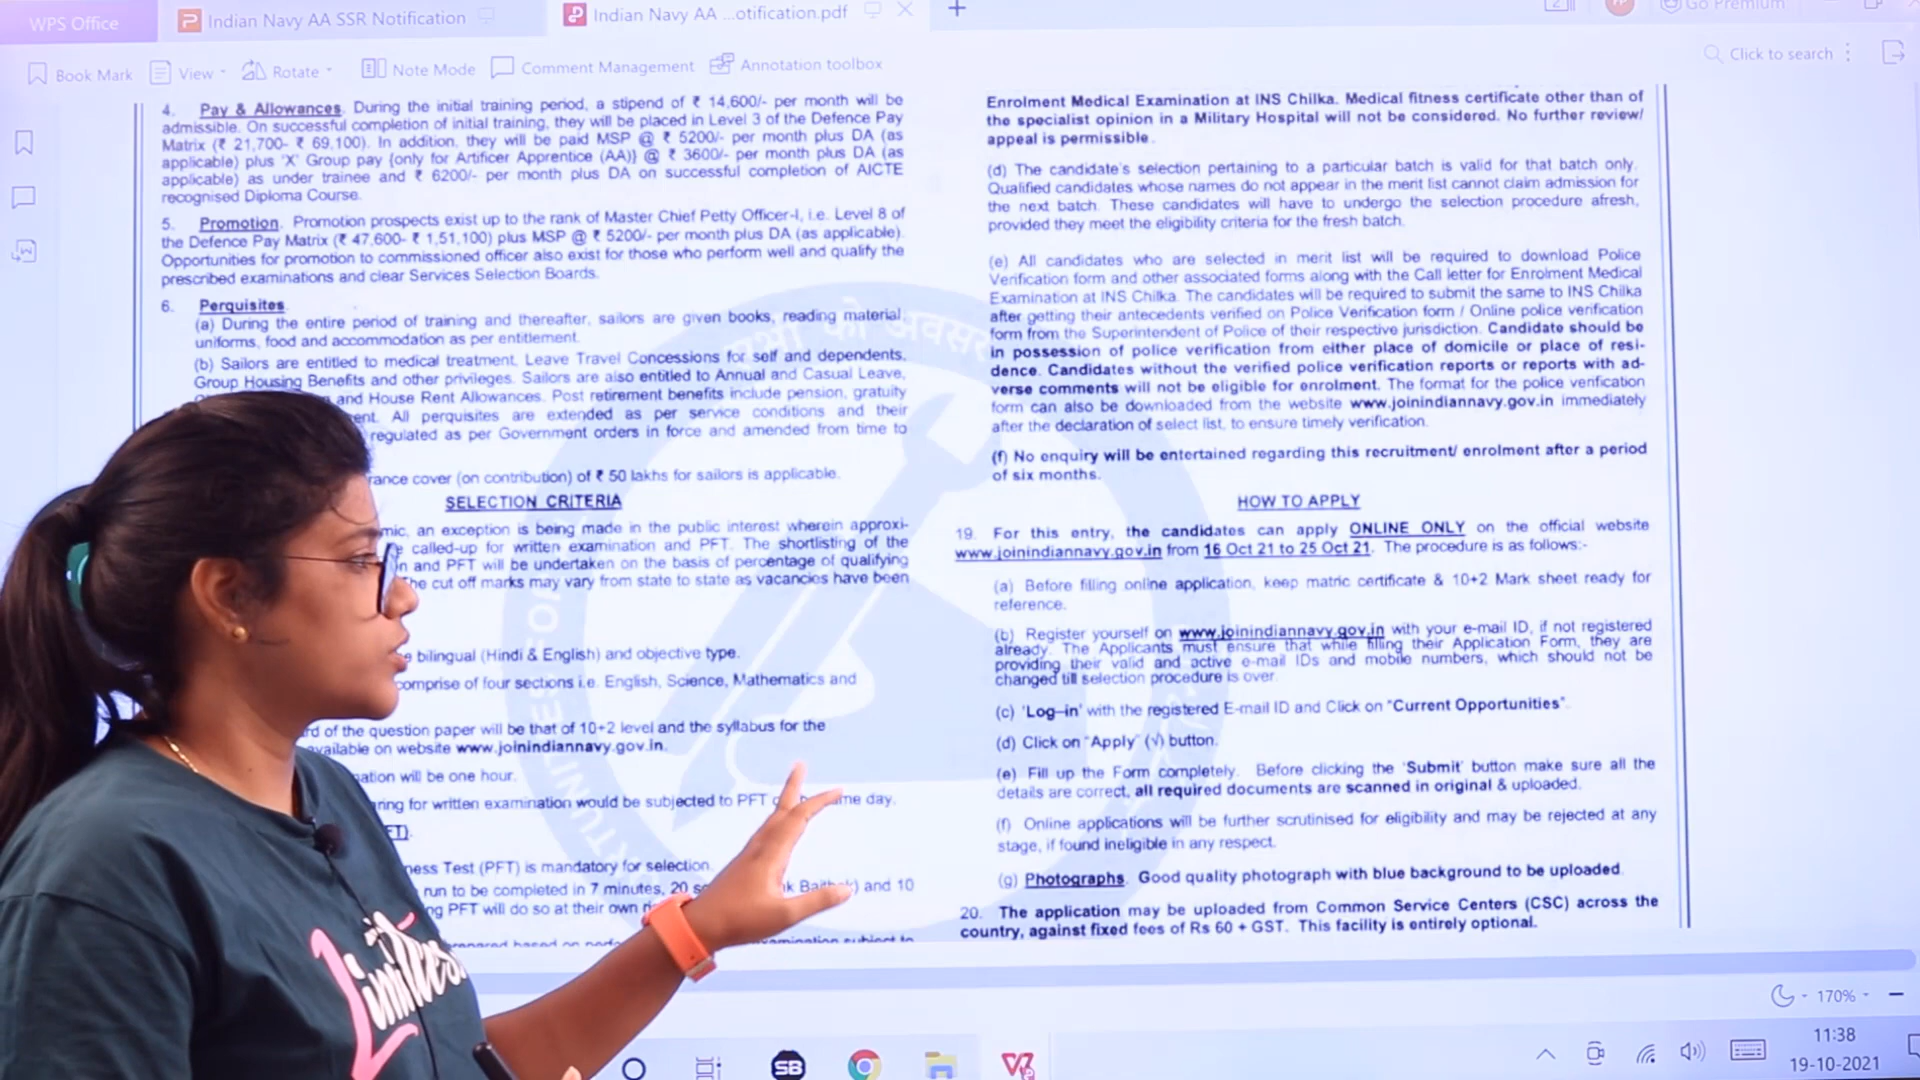 WPS Office
Indian Navy AA SSR Notification
Indian Navy AA ...otification.pdf
Go Premium
Book Mark
View
Rotate
Note Mode
Comment Management
Annotation toolbox
Click to search
4. Pay & Allowances. During the initial training period, a stipend of ₹ 14,600/- per month will be
admissible. On successful completion of initial training, they will be placed in Level 3 of the Defence Pay
Matrix (₹ 21,700- ₹ 69,100). In addition, they will be paid MSP @ ₹ 5200/- per month plus DA (as
applicable) plus 'X' Group pay {only for Artificer Apprentice (AA)} @ ₹ 3600/- per month plus DA (as
applicable) as under trainee and ₹ 6200/- per month plus DA on successful completion of AICTE
recognised Diploma Course.
5. Promotion. Promotion prospects exist up to the rank of Master Chief Petty Officer-I, i.e. Level 8 of
the Defence Pay Matrix (₹ 47,600- ₹ 1,51,100) plus MSP @ ₹ 5200/- per month plus DA (as applicable).
Opportunities for promotion to commissioned officer also exist for those who perform well and qualify the
prescribed examinations and clear Services Selection Boards.
6. Perquisites.
(a) During the entire period of training and thereafter, sailors are given books, reading material,
uniforms, food and accommodation as per entitlement.
(b) Sailors are entitled to medical treatment, Leave Travel Concessions for self and dependents,
Group Housing Benefits and other privileges. Sailors are also entitled to Annual and Casual Leave,
and House Rent Allowances. Post retirement benefits include pension, gratuity
ent. All perquisites are extended as per service conditions and their
regulated as per Government orders in force and amended from time to
rance cover (on contribution) of ₹ 50 lakhs for sailors is applicable.
SELECTION CRITERIA
mic, an exception is being made in the public interest wherein approxi-
called-up for written examination and PFT. The shortlisting of the
n and PFT will be undertaken on the basis of percentage of qualifying
he cut off marks may vary from state to state as vacancies have been
e bilingual (Hindi & English) and objective type.
comprise of four sections i.e. English, Science, Mathematics and
rd of the question paper will be that of 10+2 level and the syllabus for the
available on website www.joinindiannavy.gov.in.
nation will be one hour.
ring for written examination would be subjected to PFT me day.
FT).
ness Test (PFT) is mandatory for selection.
run to be completed in 7 minutes, 20 s k Baithak) and 10
ng PFT will do so at their own
Enrolment Medical Examination at INS Chilka. Medical fitness certificate other than of
the specialist opinion in a Military Hospital will not be considered. No further review/
appeal is permissible.
(d) The candidate's selection pertaining to a particular batch is valid for that batch only.
Qualified candidates whose names do not appear in the merit list cannot claim admission for
the next batch. These candidates will have to undergo the selection procedure afresh,
provided they meet the eligibility criteria for the fresh batch.
(e) All candidates who are selected in merit list will be required to download Police
Verification form and other associated forms along with the Call letter for Enrolment Medical
Examination at INS Chilka. The candidates will be required to submit the same to INS Chilka
after getting their antecedents verified on Police Verification form / Online police verification
form from the Superintendent of Police of their respective jurisdiction. Candidate should be
in possession of police verification from either place of domicile or place of resi-
dence. Candidates without the verified police verification reports or reports with ad-
verse comments will not be eligible for enrolment. The format for the police verification
form can also be downloaded from the website www.joinindiannavy.gov.in immediately
after the declaration of select list, to ensure timely verification.
(f) No enquiry will be entertained regarding this recruitment/ enrolment after a period
of six months.
HOW TO APPLY
19. For this entry, the candidates can apply ONLINE ONLY on the official website
www.joinindiannavy.gov.in from 16 Oct 21 to 25 Oct 21. The procedure is as follows:-
(a) Before filling online application, keep matric certificate & 10+2 Mark sheet ready for
reference.
(b) Register yourself on www.joinindiannavy.gov.in with your e-mail ID, if not registered
already. The Applicants must ensure that while filling their Application Form, they are
providing their valid and active e-mail IDs and mobile numbers, which should not be
changed till selection procedure is over.
(c) 'Log–in' with the registered E-mail ID and Click on "Current Opportunities".
(d) Click on "Apply" (√) button.
(e) Fill up the Form completely. Before clicking the 'Submit' button make sure all the
details are correct, all required documents are scanned in original & uploaded.
(f) Online applications will be further scrutinised for eligibility and may be rejected at any
stage, if found ineligible in any respect.
(g) Photographs. Good quality photograph with blue background to be uploaded.
20. The application may be uploaded from Common Service Centers (CSC) across the
country, against fixed fees of Rs 60 + GST. This facility is entirely optional.
Limitless
SB
170%
11:38
19-10-2021